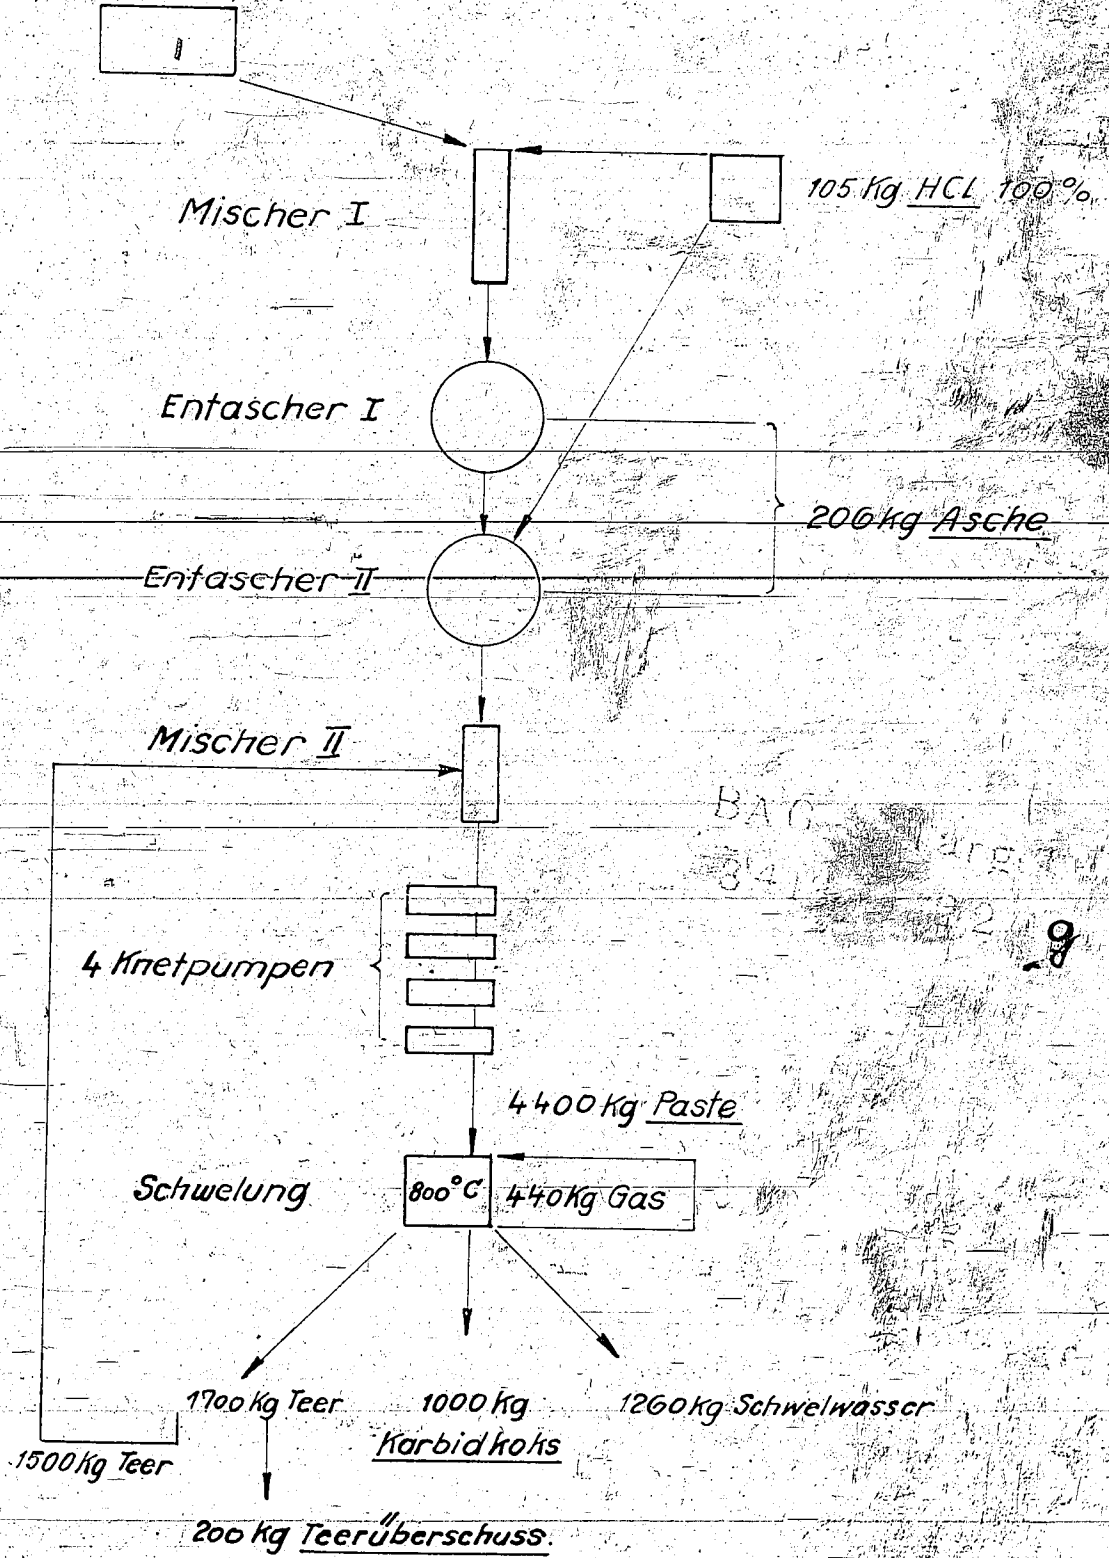 105 Kg HCL 100%
Mischer I
Entascher I
206 kg Asche
Entascher II
Mischer II
BAG
4 Knetpumpen
g
4400 Kg Paste
Schwelung
800°C
440 Kg Gas
1700 Kg Teer
1000 Kg
Karbidkoks
1260 Kg Schwelwasser
1500 Kg Teer
200 Kg Teerüberschuss.